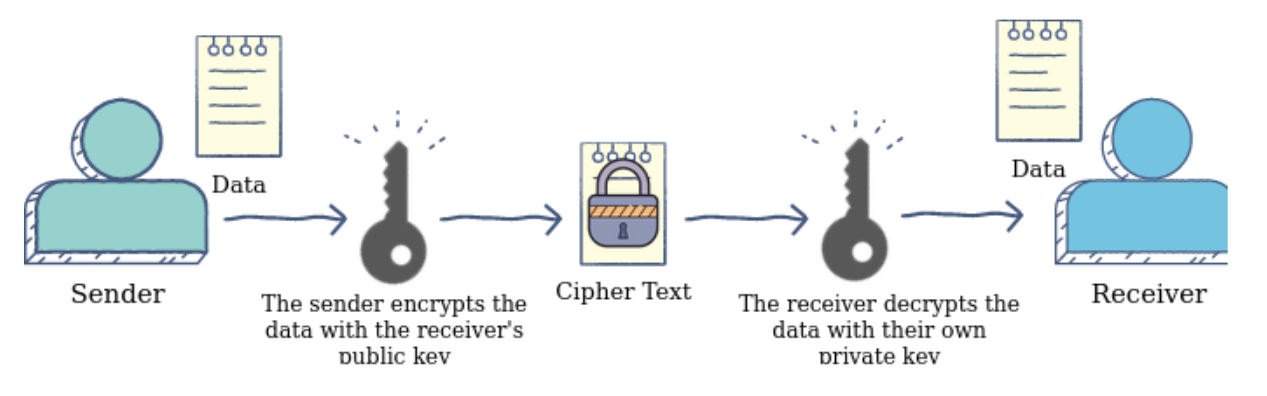 Data
Data
Sender
The sender encrypts the
data with the receiver's
public key
Cipher Text
The receiver decrypts the
data with their own
private key
Receiver